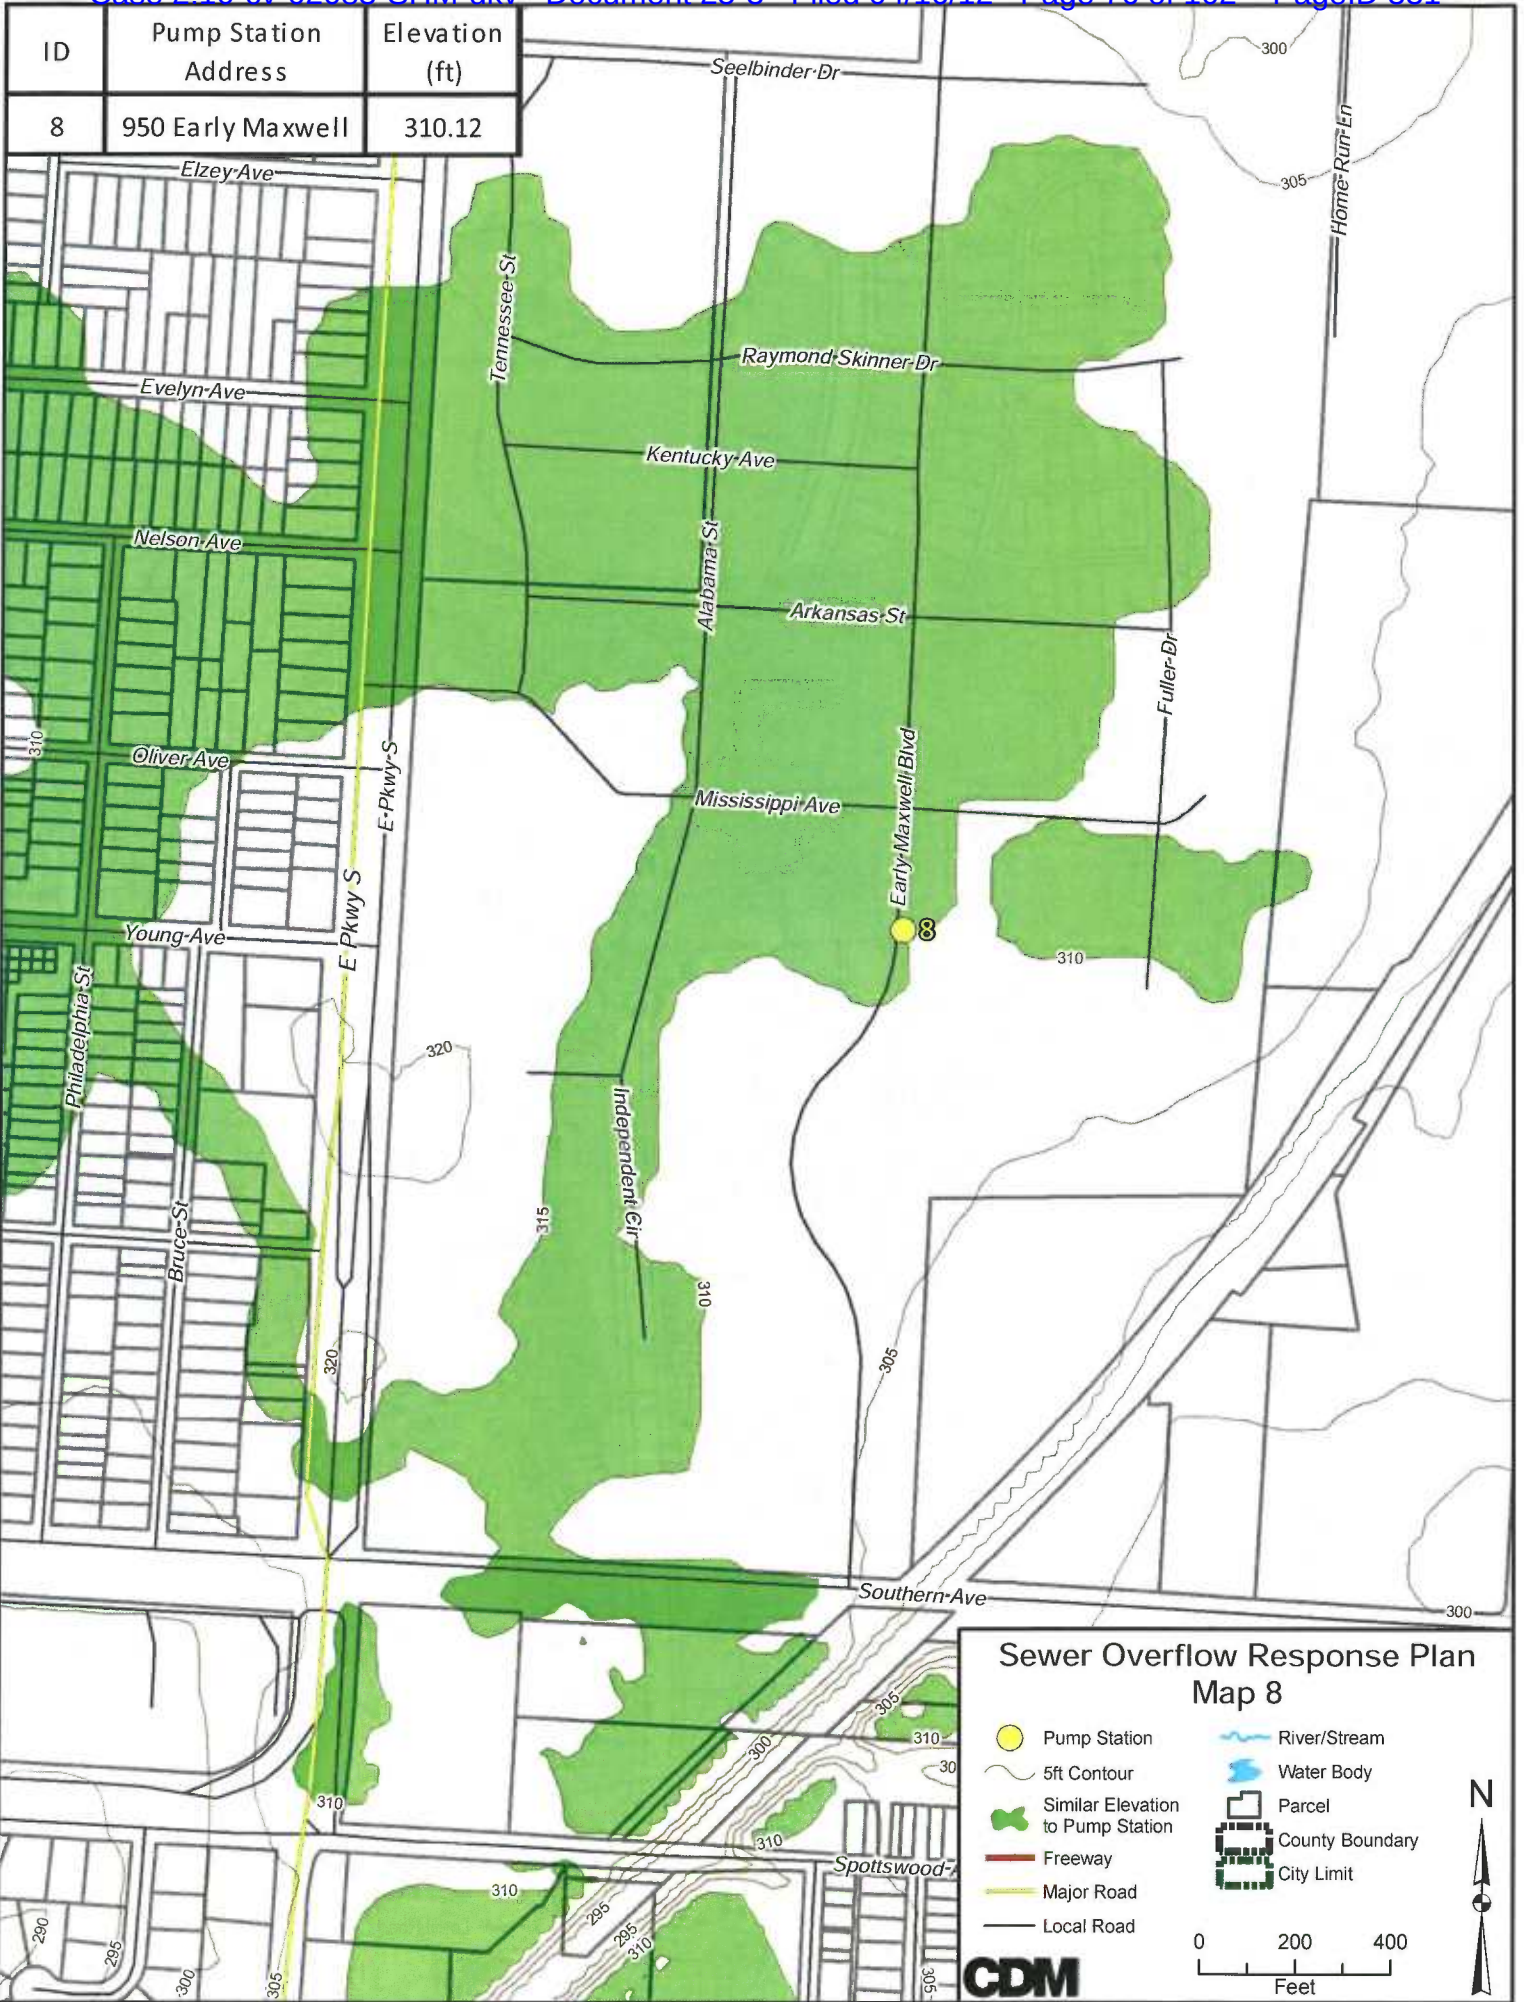 ID
Pump Station Address
Elevation (ft)
8
950 Early Maxwell
310.12
Seelbinder Dr
300
Home Run Ln
305
Elzey Ave
Tennessee St
Evelyn Ave
Raymond Skinner Dr
Kentucky Ave
Nelson Ave
Alabama St
Arkansas St
Fuller Dr
310
Oliver Ave
E Pkwy S
Mississippi Ave
Early Maxwell Blvd
E Pkwy S
Young Ave
8
310
Philadelphia St
320
Independent Cir
315
Bruce St
310
320
305
Southern Ave
300
305
310
300
30
310
310
Spottswood
310
295
295
310
290
295
300
305
305
Sewer Overflow Response Plan
Map 8
Pump Station
River/Stream
5ft Contour
Water Body
Similar Elevation
to Pump Station
Parcel
County Boundary
Freeway
City Limit
Major Road
Local Road
N
0 200 400
Feet
CDM